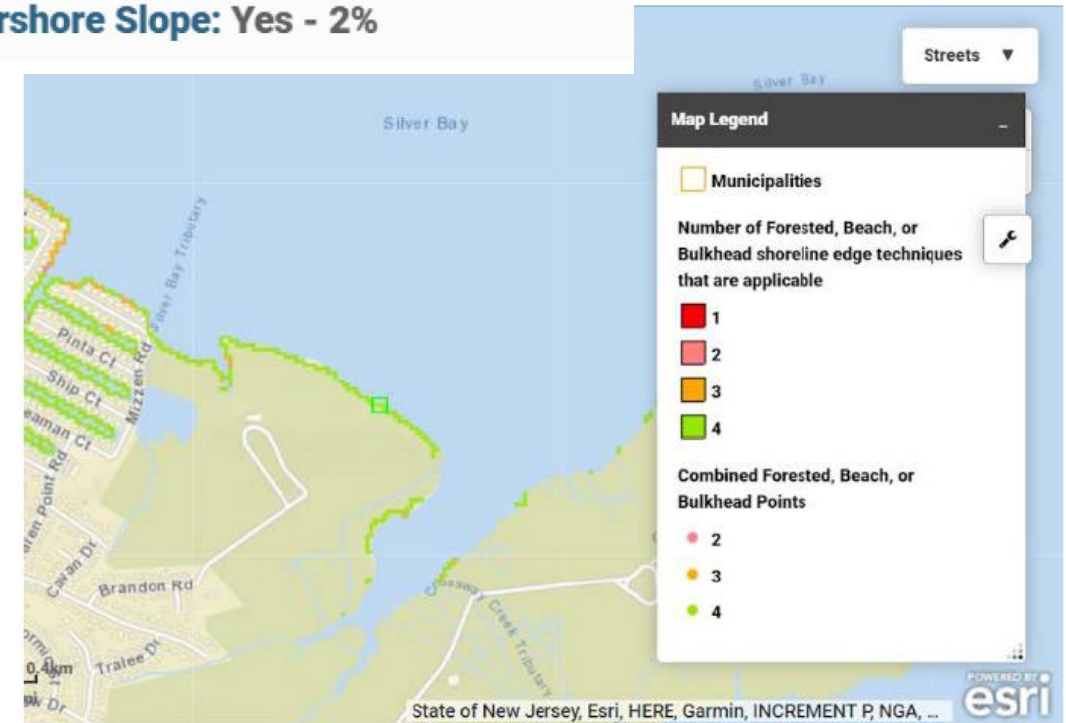 rshore Slope: Yes - 2%
Streets ▼
Silver Bay
Silver Bay
Map Legend
Municipalities
Number of Forested, Beach, or
Bulkhead shoreline edge techniques
that are applicable
1
2
3
4
Combined Forested, Beach, or
Bulkhead Points
2
3
4
Silver Bay Tributary
Pinta Ct
Ship Ct
eaman Ct
Mizzen Rd
Point Rd
Cavan Dr
Brandon Rd
Tralee Dr
0.4km
Dr
Crossway Creek Tributary
State of New Jersey, Esri, HERE, Garmin, INCREMENT P, NGA, ...
POWERED BY
esri